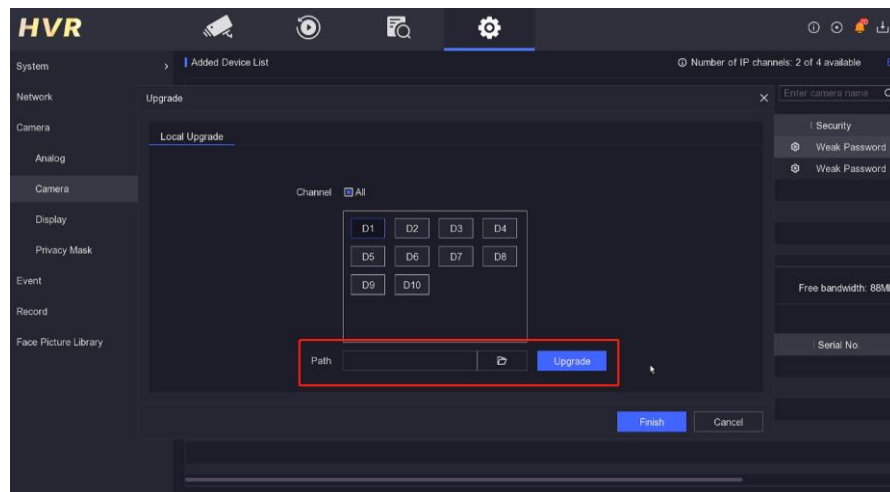 HVR
System
Added Device List
Number of IP channels: 2 of 4 available
Network
Upgrade
Enter camera name
Camera
Local Upgrade
Security
Analog
Weak Password
Camera
Channel All
Weak Password
Display
D1 D2 D3 D4
Privacy Mask
D5 D6 D7 D8
Event
D9 D10
Free bandwidth: 88M
Record
Face Picture Library
Serial No.
Path Upgrade
Finish Cancel